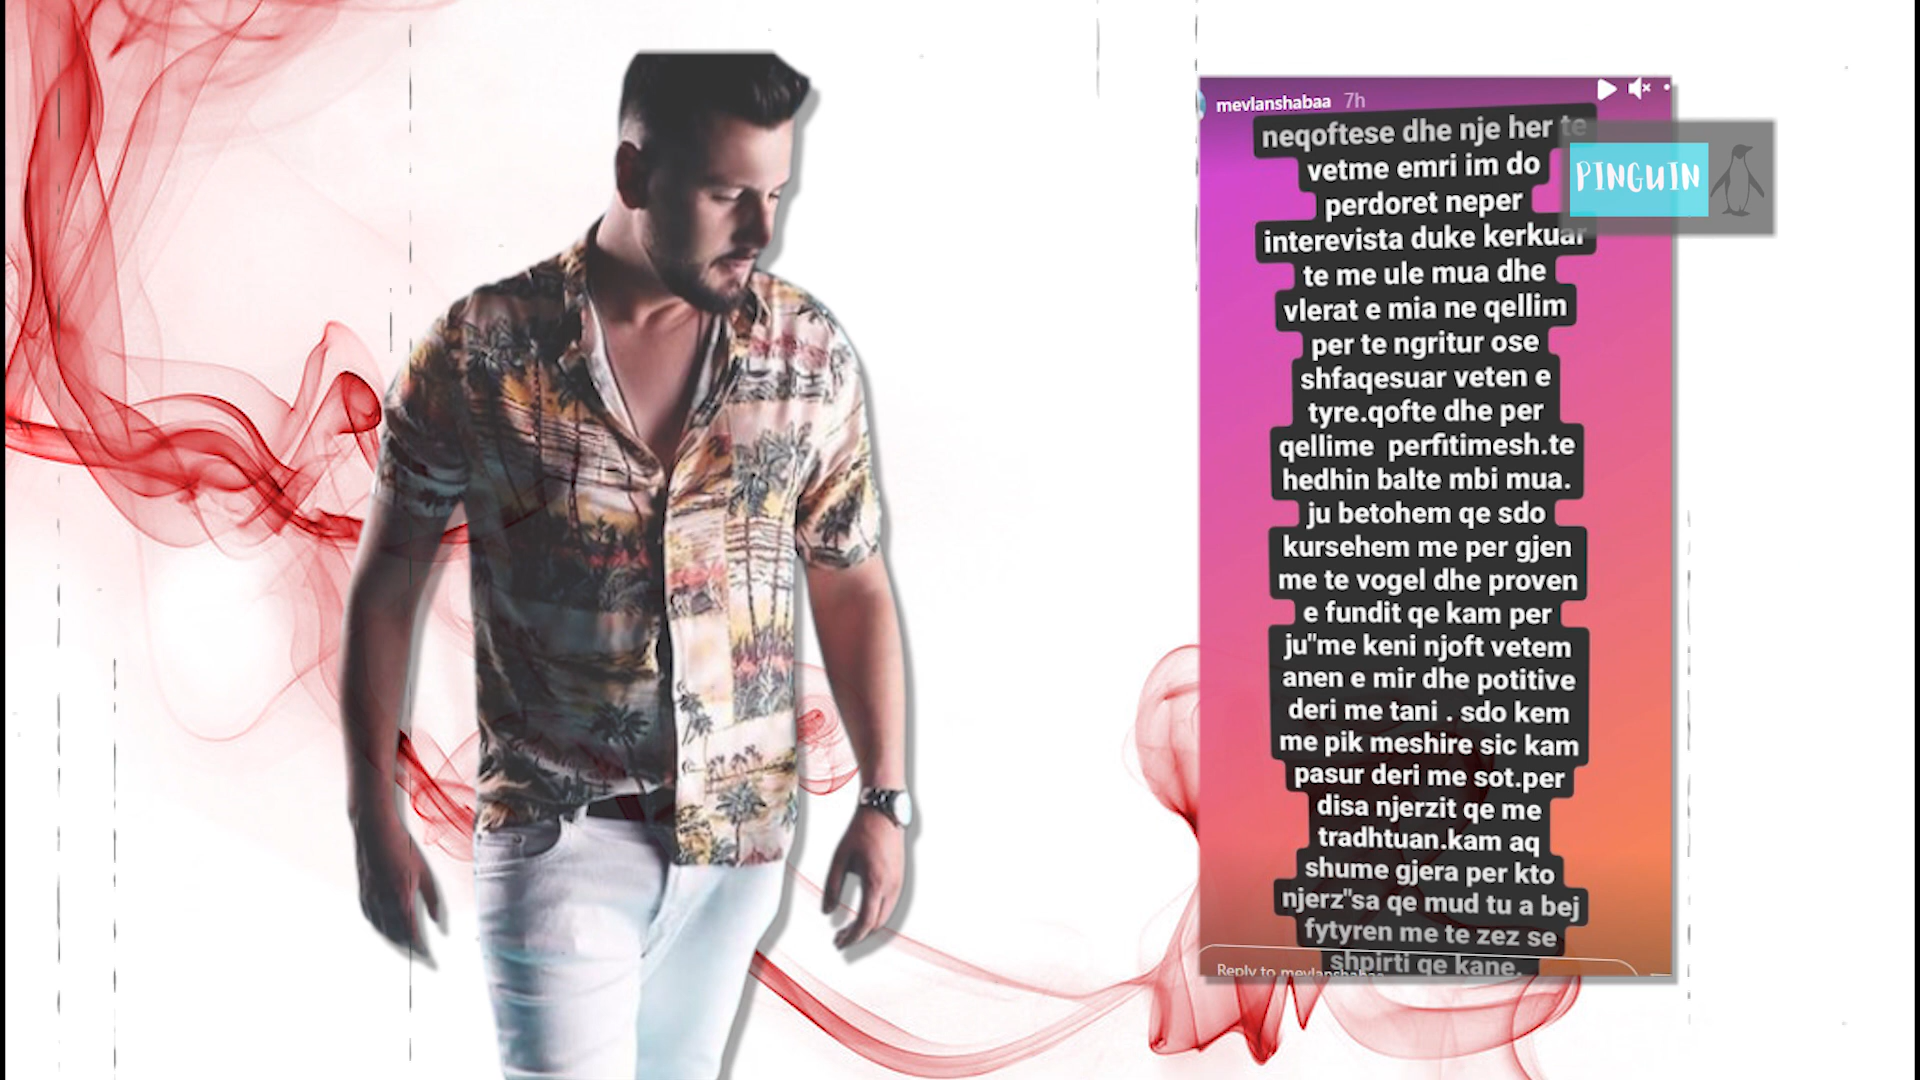 mevlanshabaa 7h
neqoftese dhe nje her te
vetme emri im do
perdoret neper
interevista duke kerkuar
te me ule mua dhe
vlerat e mia ne qellim
per te ngritur ose
shfaqesuar veten e
tyre.qofte dhe per
qellime perfitimesh.te
hedhin balte mbi mua.
ju betohem qe sdo
kursehem me per gjen
me te vogel dhe proven
e fundit qe kam per
ju"me keni njoft vetem
anen e mir dhe potitive
deri me tani . sdo kem
me pik meshire sic kam
pasur deri me sot.per
disa njerzit qe me
tradhtuan.kam aq
shume gjera per kto
njerz"sa qe mud tu a bej
fytyren me te zez se
shpirti qe kane.
Reply to mevlanshabaa
PINGUIN